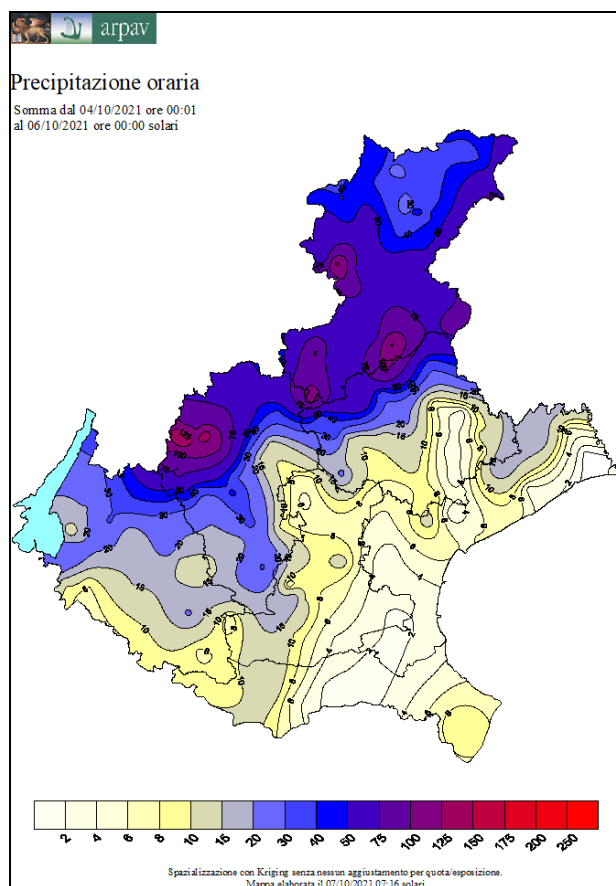 arpav
Precipitazione oraria
Somma dal 04/10/2021 ore 00:01
al 06/10/2021 ore 00:00 solari
2 4 6 8 10 15 20 30 40 50 75 100 125 150 175 200 250
Spazializzazione con Kriging senza nessun aggiustamento per quota/esposizione.
Mappa elaborata il 07/10/2021 07:16 solari